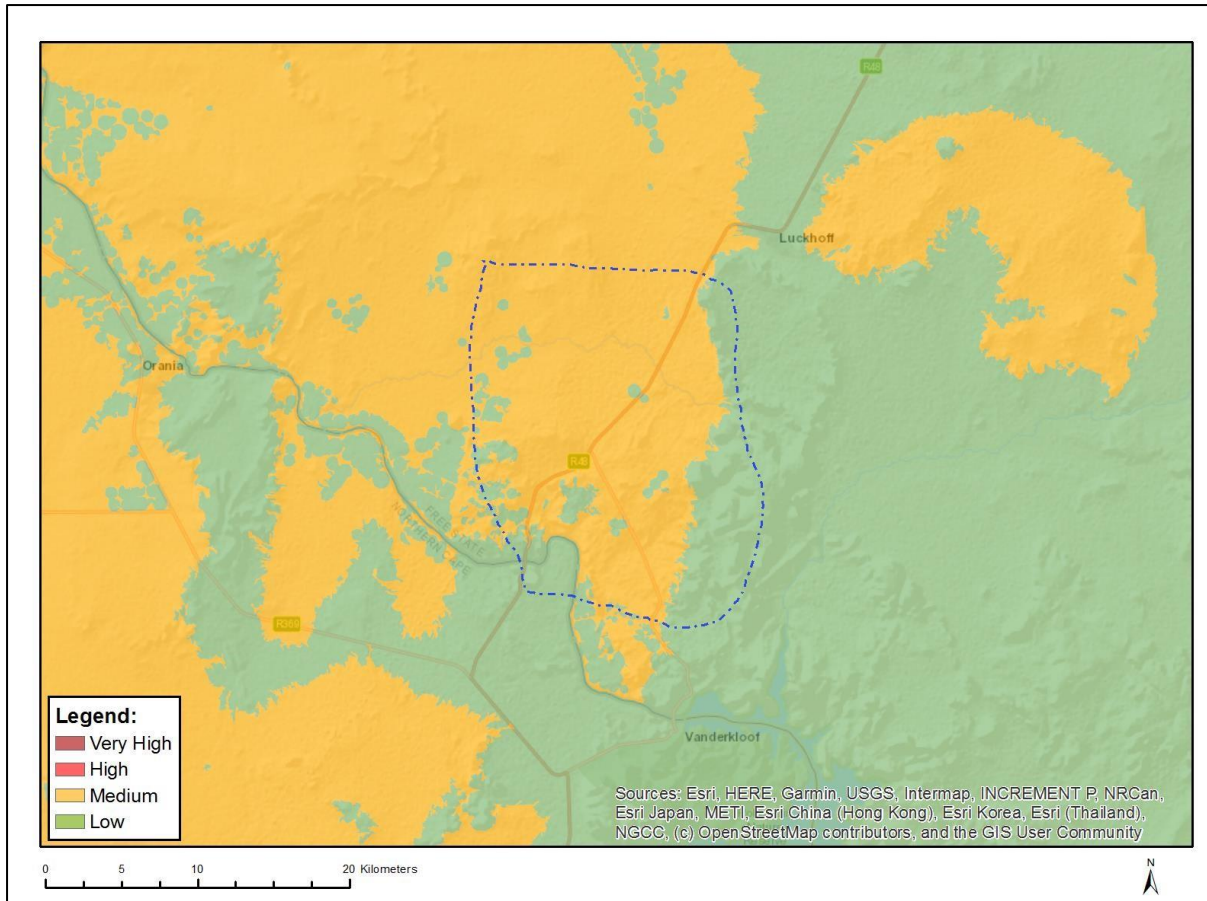 R48
Luckhoff
Orania
R48
FREE STATE
NORTHERN CAPE
R369
Vanderkloof
Legend:
Very High
High
Medium
Low
Sources: Esri, HERE, Garmin, USGS, Intermap, INCREMENT P, NRCan,
Esri Japan, METI, Esri China (Hong Kong), Esri Korea, Esri (Thailand),
NGCC, (c) OpenStreetMap contributors, and the GIS User Community
0 5 10 20 Kilometers
N